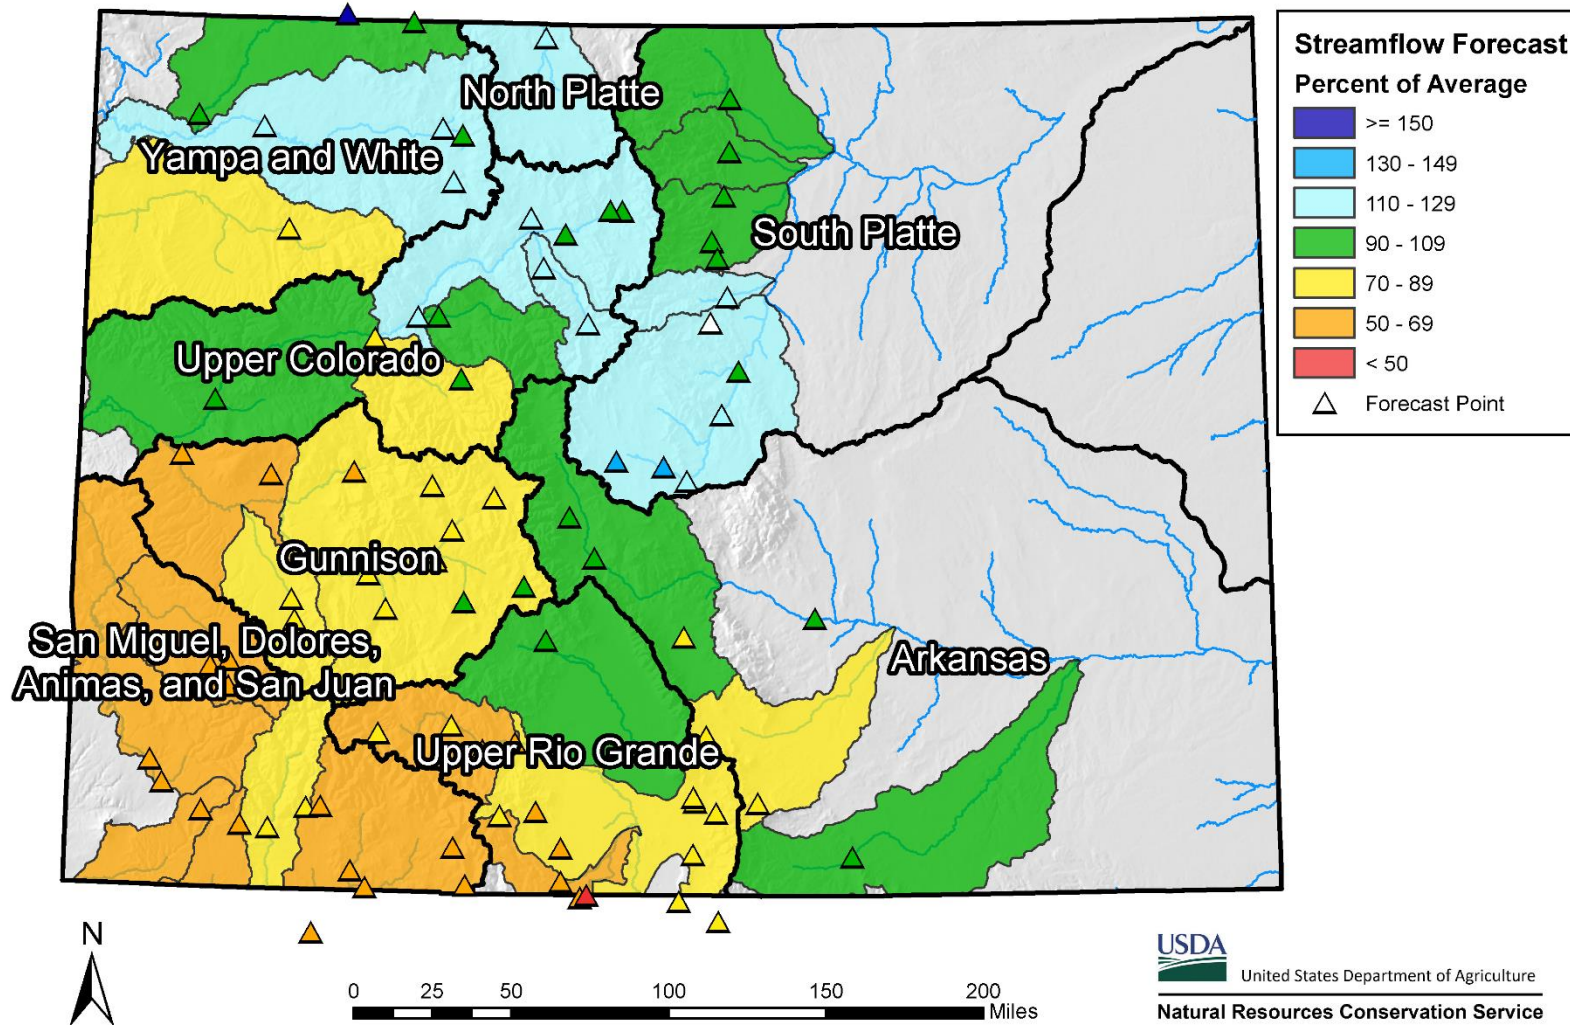 Streamflow Forecast
Percent of Average
>= 150
130 - 149
110 - 129
90 - 109
70 - 89
50 - 69
< 50
Forecast Point
North Platte
Yampa and White
South Platte
Upper Colorado
Gunnison
San Miguel, Dolores,
Animas, and San Juan
Arkansas
Upper Rio Grande
N
0 25 50 100 150 200
Miles
USDA
United States Department of Agriculture
Natural Resources Conservation Service